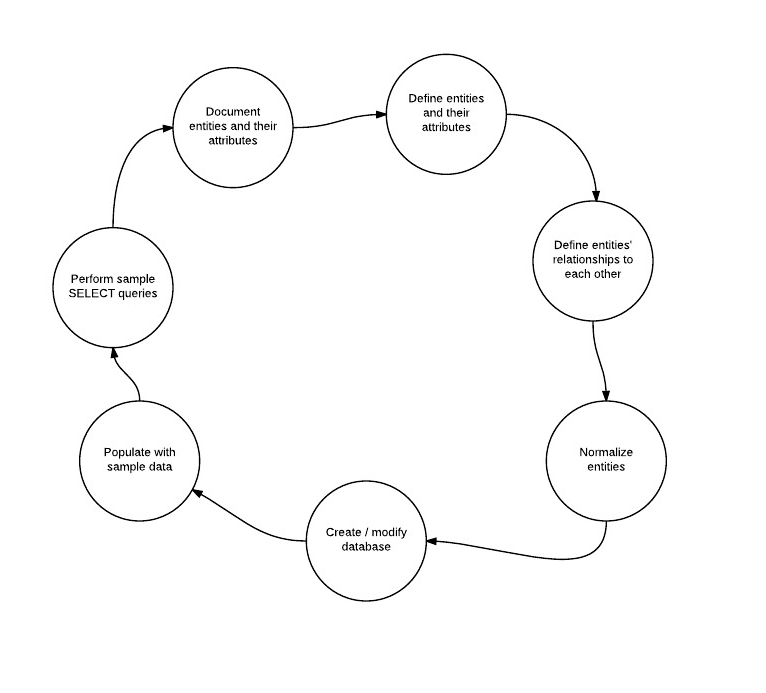 Document
entities and their
attributes
Define entities
and their
attributes
Define entities'
relationships to
each other
Normalize
entities
Create / modify
database
Populate with
sample data
Perform sample
SELECT queries